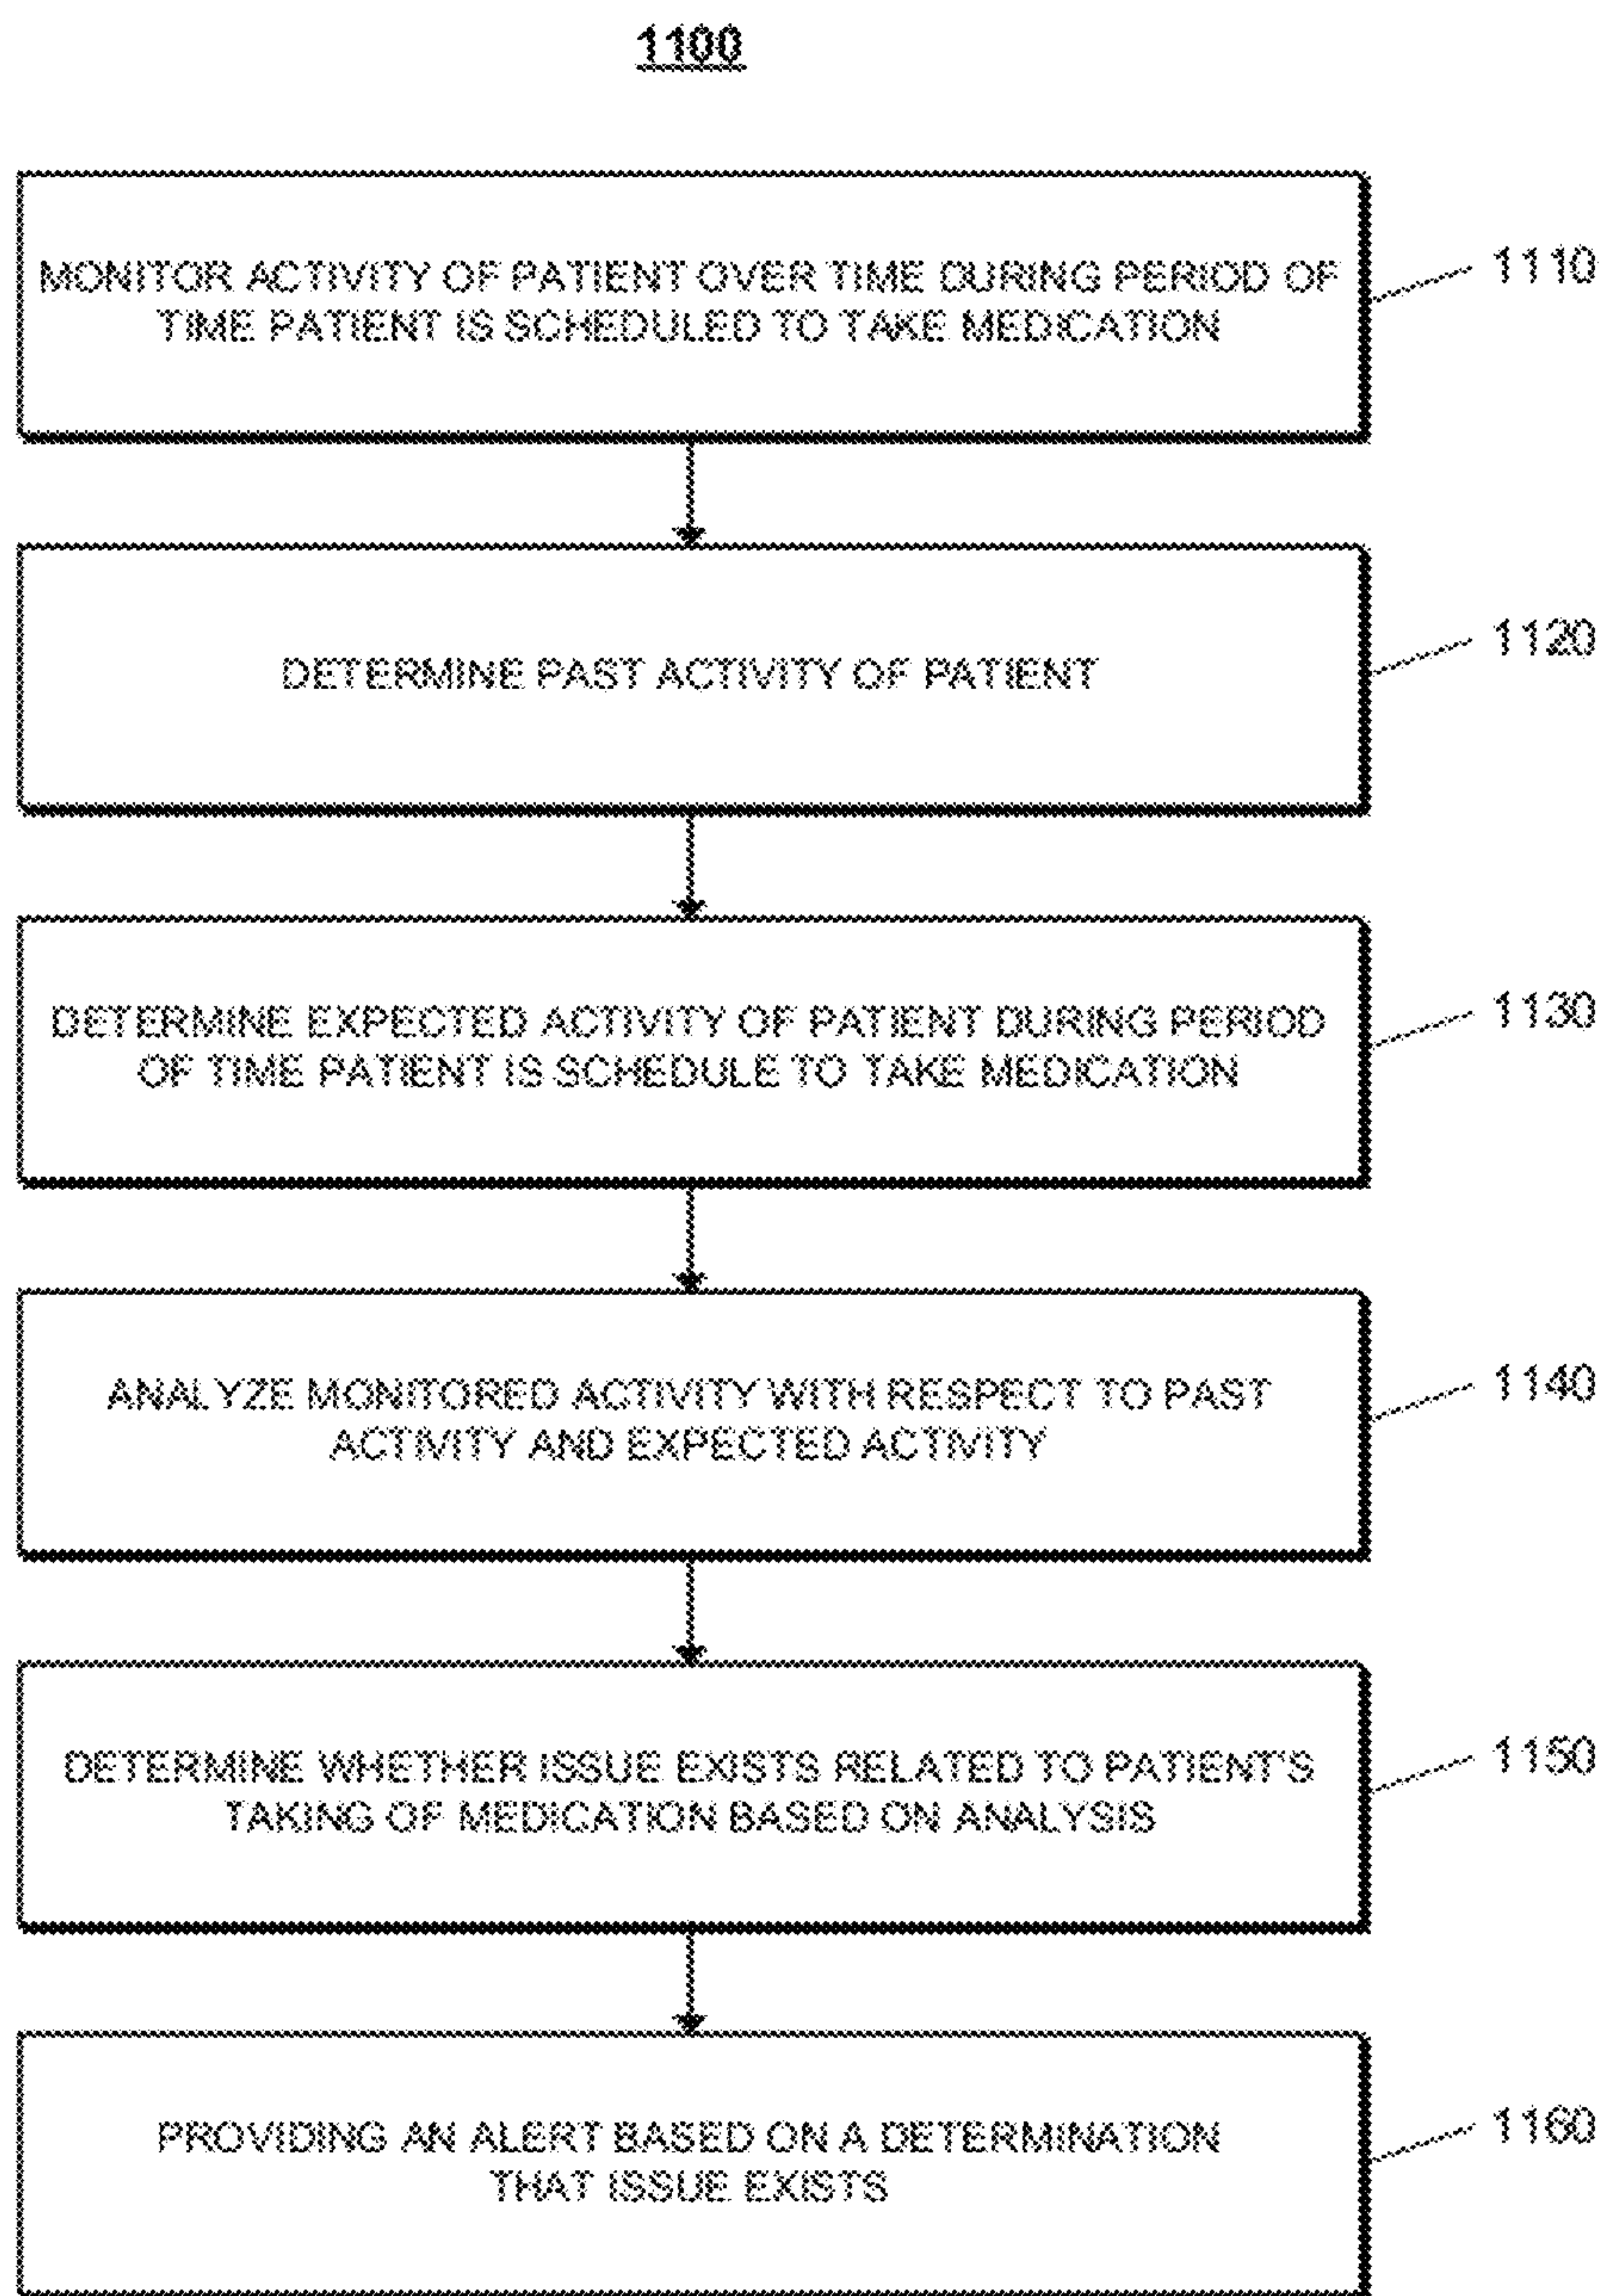 1100
MONITOR ACTIVITY OF PATIENT OVER TIME DURING PERIOD OF
TIME PATIENT IS SCHEDULED TO TAKE MEDICATION
1110
DETERMINE PAST ACTIVITY OF PATIENT
1120
DETERMINE EXPECTED ACTIVITY OF PATIENT DURING PERIOD
OF TIME PATIENT IS SCHEDULE TO TAKE MEDICATION
1130
ANALYZE MONITORED ACTIVITY WITH RESPECT TO PAST
ACTIVITY AND EXPECTED ACTIVITY
1140
DETERMINE WHETHER ISSUE EXISTS RELATED TO PATIENT'S
TAKING OF MEDICATION BASED ON ANALYSIS
1150
PROVIDING AN ALERT BASED ON A DETERMINATION
THAT ISSUE EXISTS
1160